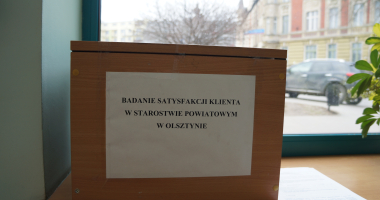 BADANIE SATYSFAKCJI KLIENTA
W STAROSTWIE POWIATOWYM
W OLSZTYNIE